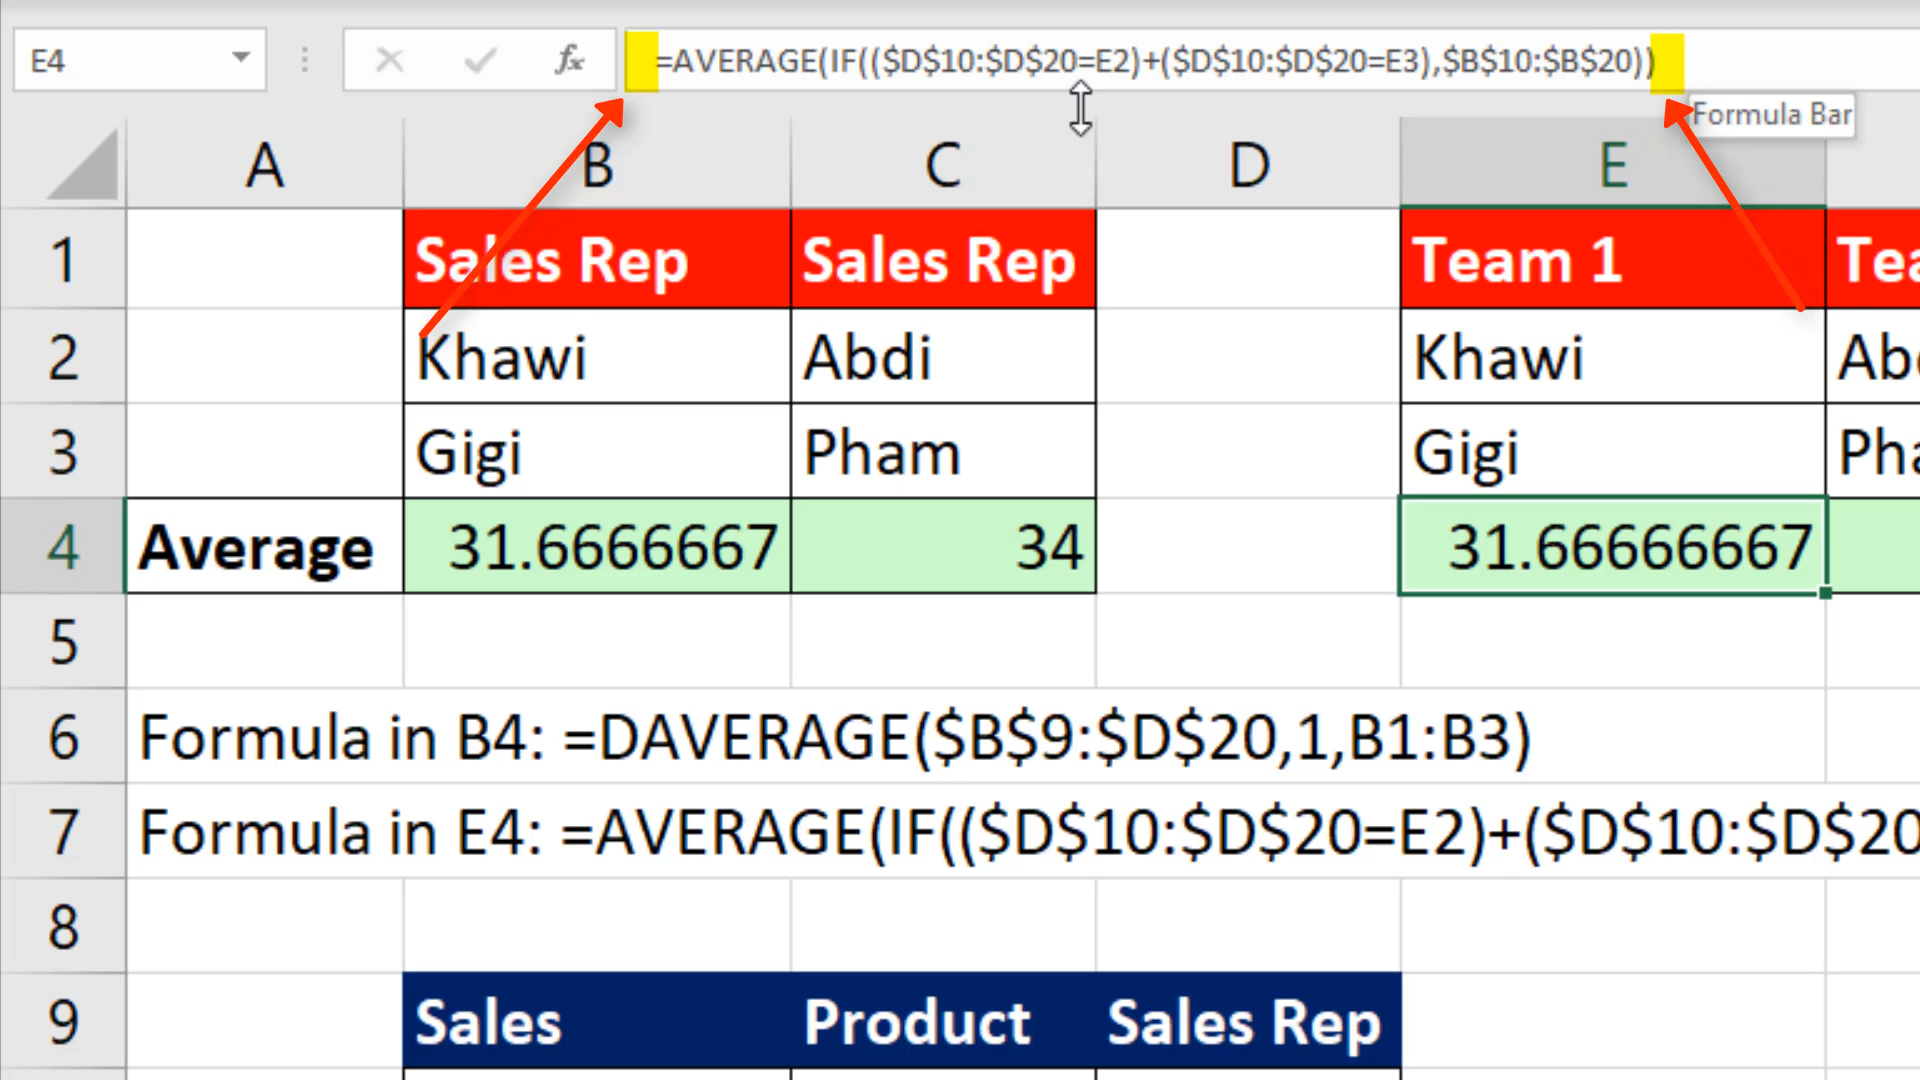 E4 fx =AVERAGE(IF(($D$10:$D$20=E2)+($D$10:$D$20=E3),$B$10:$B$20))
Formula Bar
A B C D E
1 Sales Rep Sales Rep Team 1 Tea
2 Khawi Abdi Khawi Abd
3 Gigi Pham Gigi Pha
4 Average 31.6666667 34 31.66666667
5
6 Formula in B4: =DAVERAGE($B$9:$D$20,1,B1:B3)
7 Formula in E4: =AVERAGE(IF(($D$10:$D$20=E2)+($D$10:$D$20
8
9 Sales Product Sales Rep